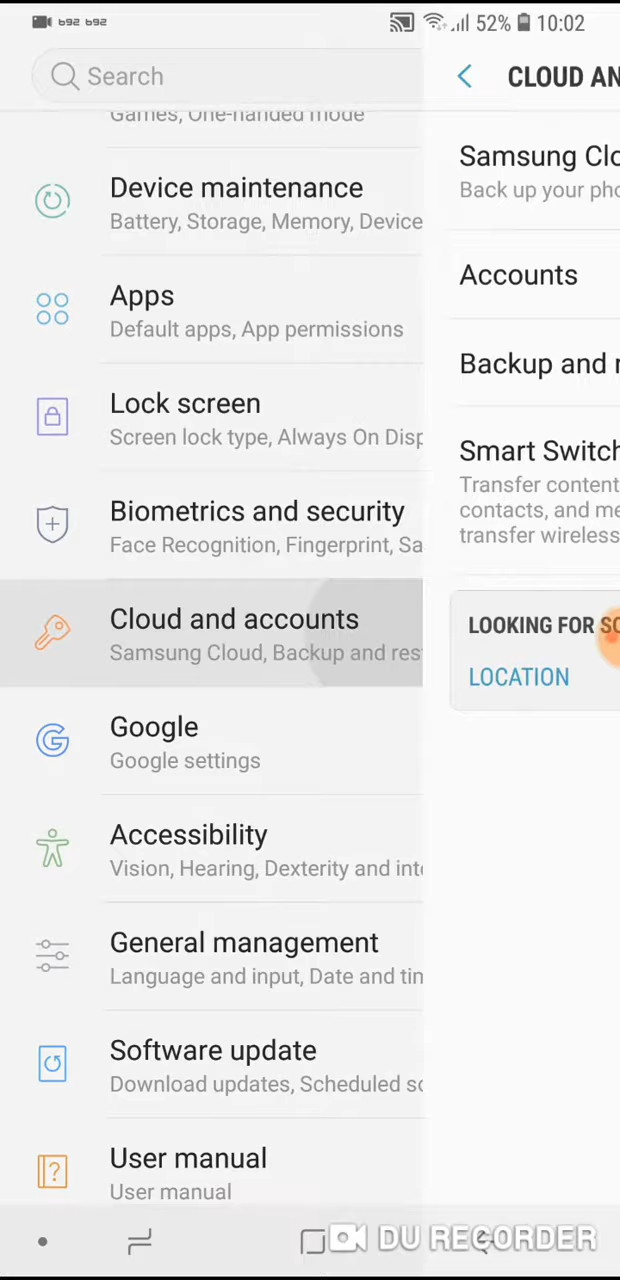 b92 b92 52% 10:02
Search
CLOUD AN
Games, One-handed mode
Device maintenance
Battery, Storage, Memory, Device
Apps
Default apps, App permissions
Lock screen
Screen lock type, Always On Disp
Biometrics and security
Face Recognition, Fingerprint, Sa
Cloud and accounts
Samsung Cloud, Backup and res
Google
Google settings
Accessibility
Vision, Hearing, Dexterity and inte
General management
Language and input, Date and tim
Software update
Download updates, Scheduled so
User manual
User manual
Samsung Clo
Back up your pho
Accounts
Backup and r
Smart Switch
Transfer content
contacts, and me
transfer wireless
LOOKING FOR SO
LOCATION
DU RECORDER